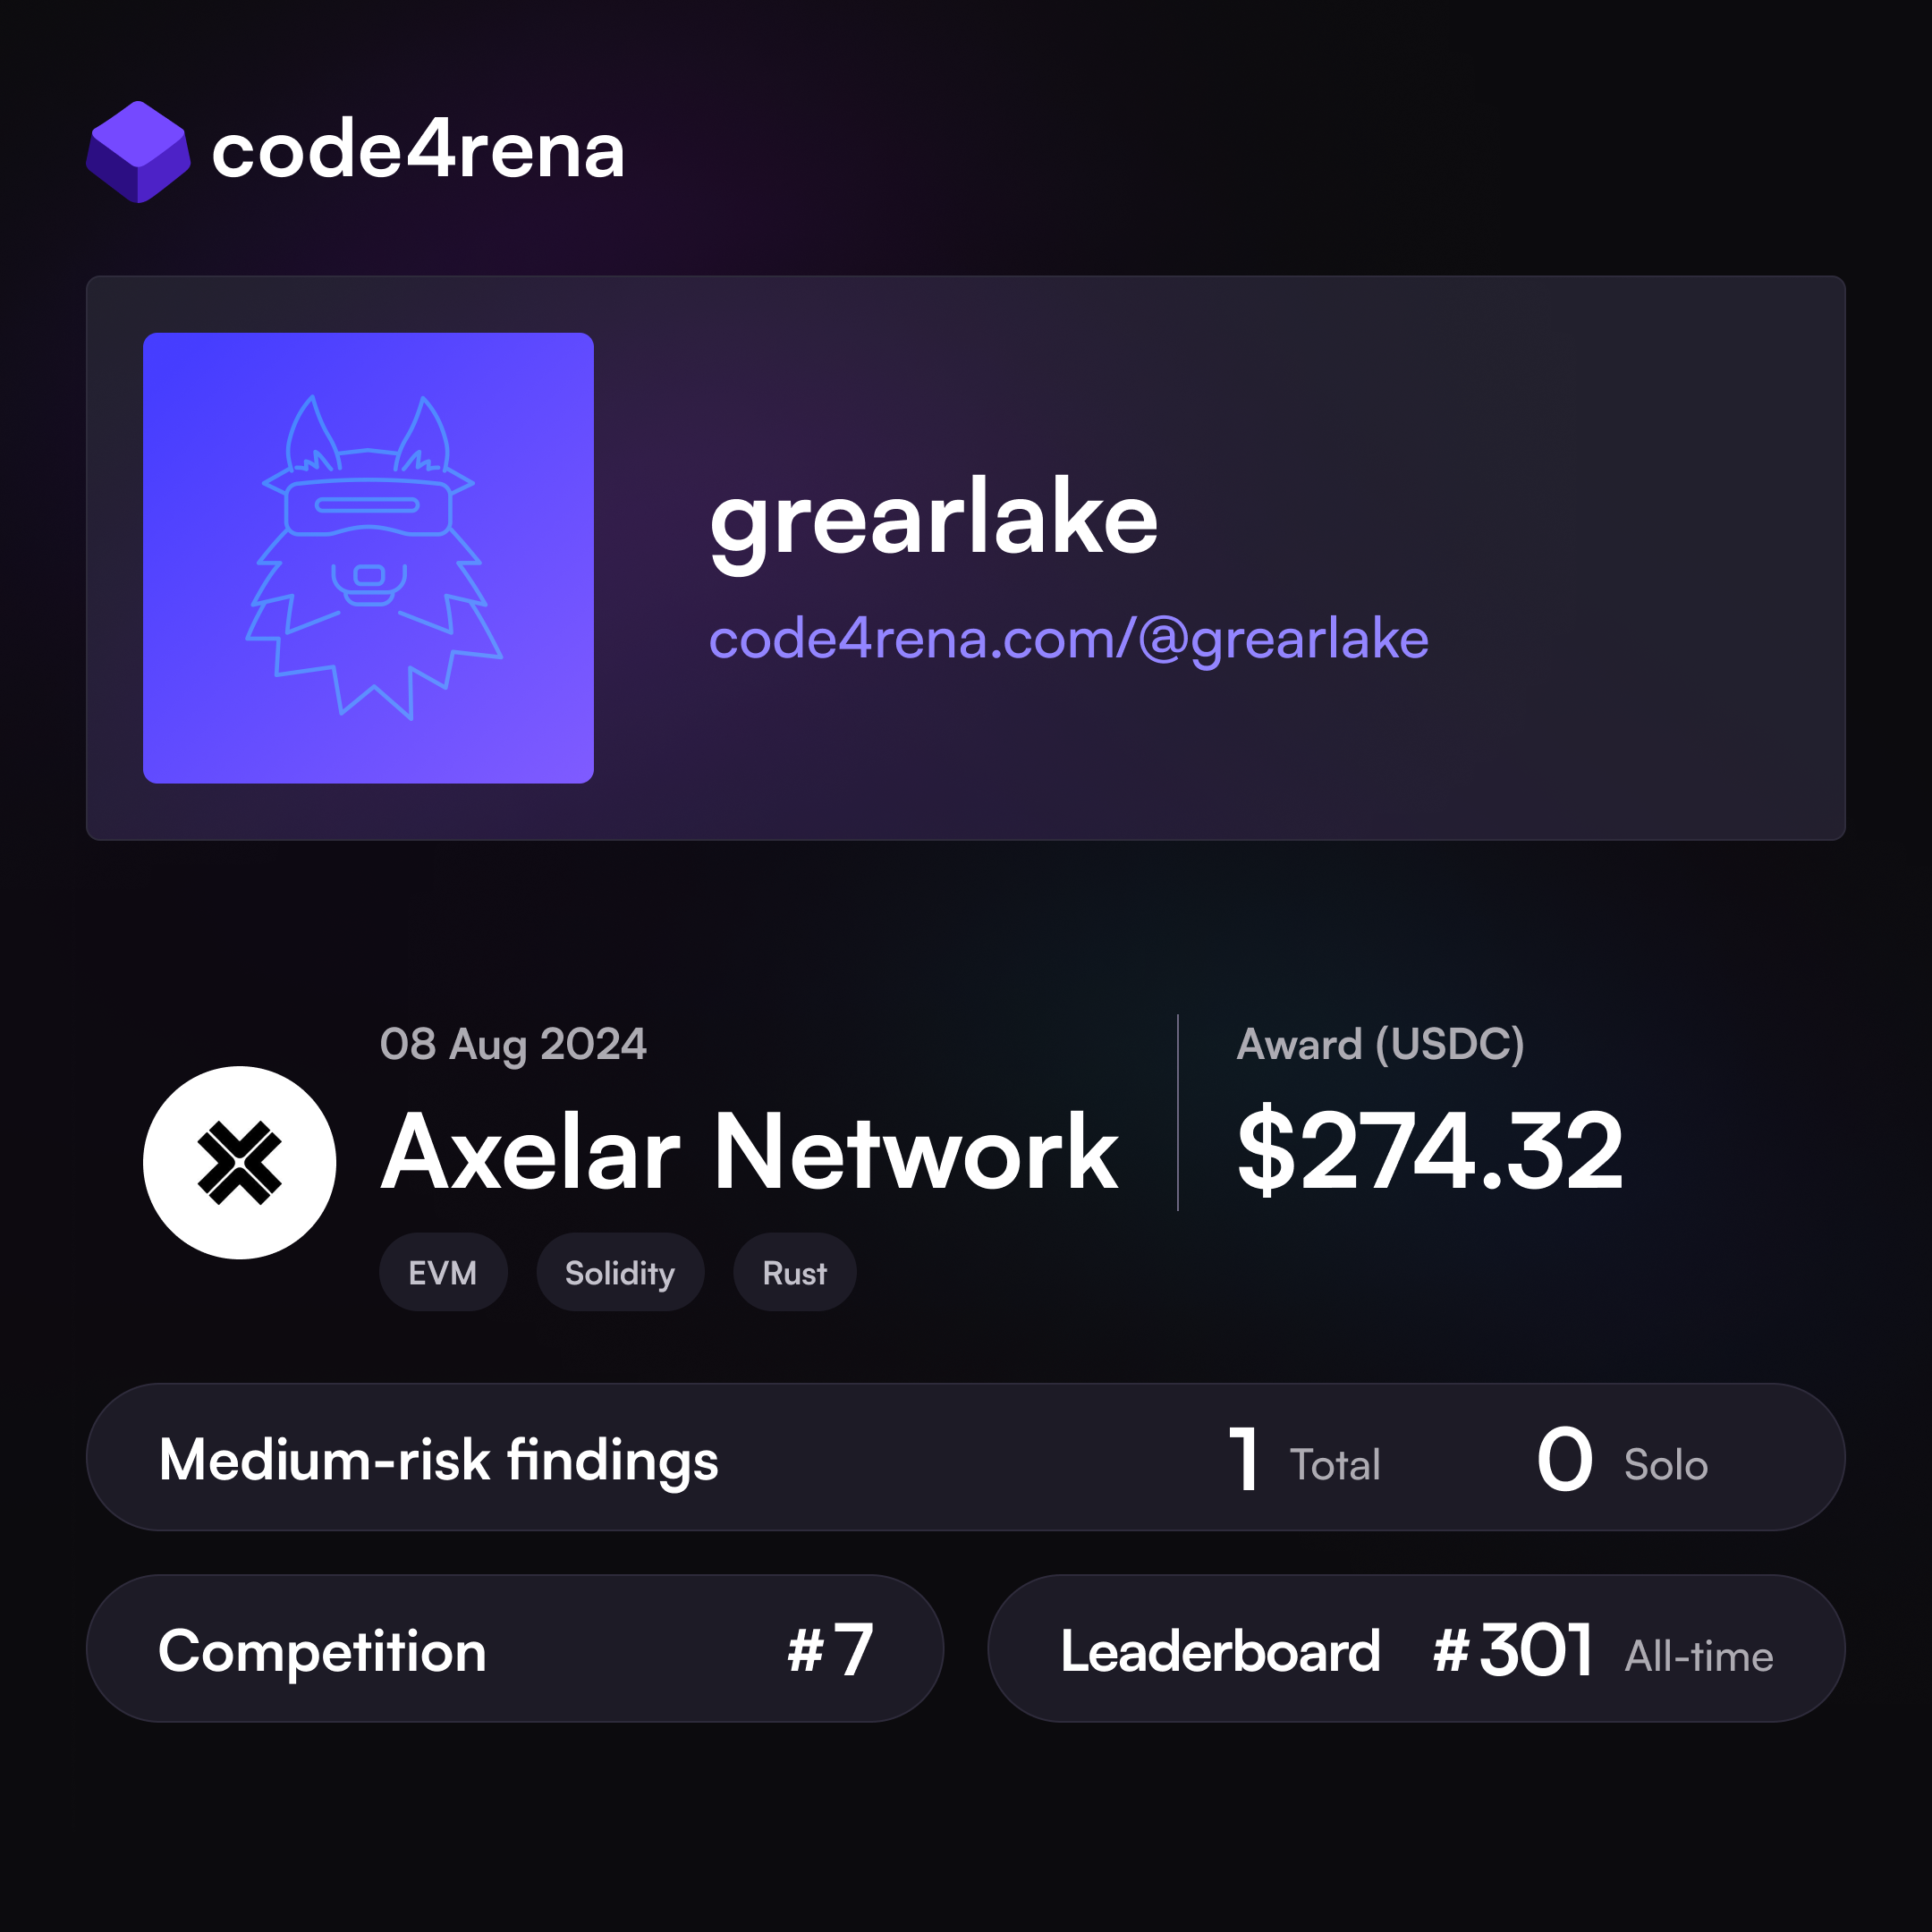 code4rena
grearlake
code4rena.com/@grearlake
08 Aug 2024
Axelar Network
EVM Solidity Rust
Award (USDC)
$274.32
Medium-risk findings 1 Total 0 Solo
Competition #7
Leaderboard #301 All-time